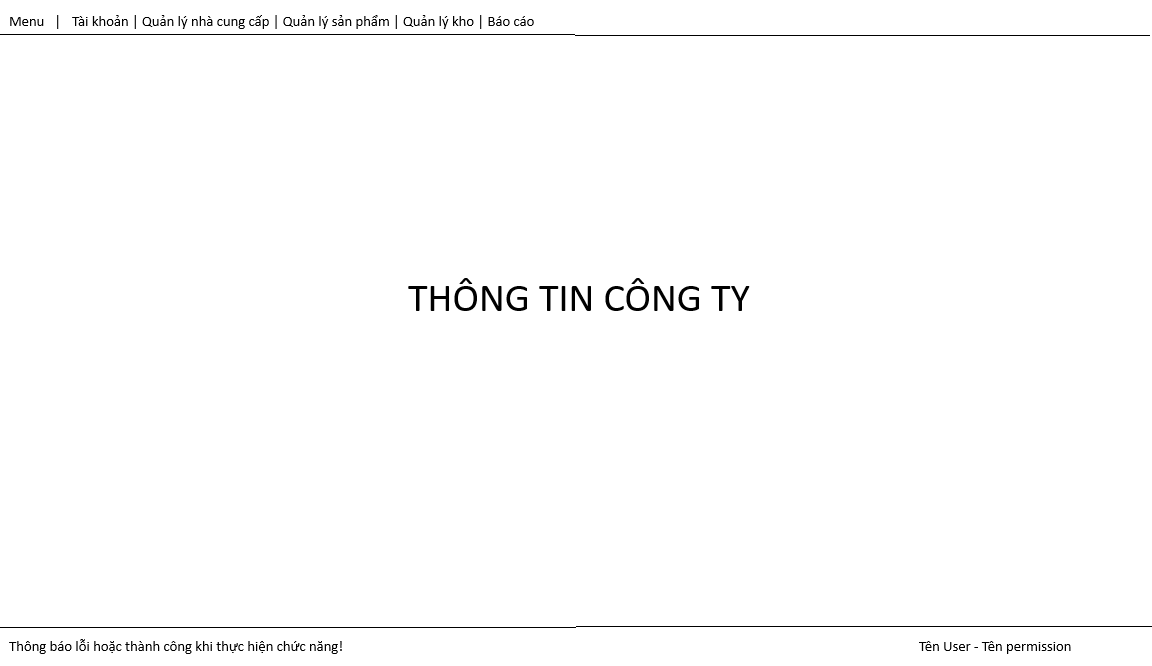 Menu | Tài khoản | Quản lý nhà cung cấp | Quản lý sản phẩm | Quản lý kho | Báo cáo
THÔNG TIN CÔNG TY
Thông báo lỗi hoặc thành công khi thực hiện chức năng!
Tên User - Tên permission